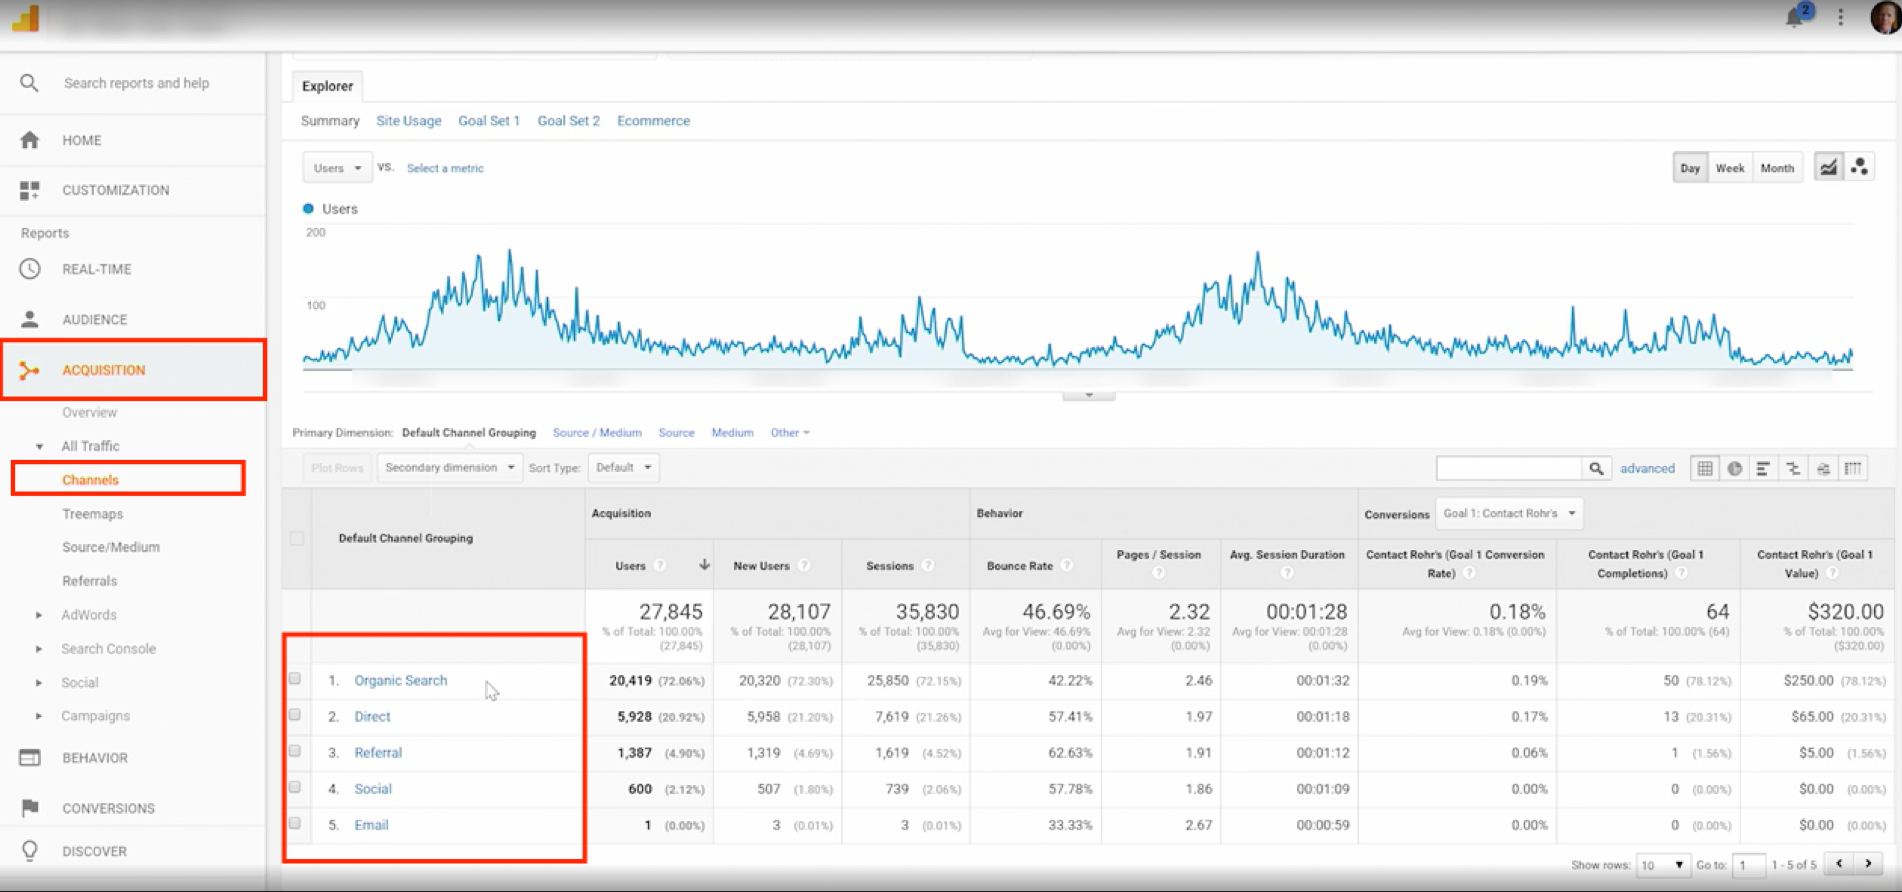 2
Search reports and help
HOME
CUSTOMIZATION
Reports
REAL-TIME
AUDIENCE
ACQUISITION
Overview
All Traffic
Channels
Treemaps
Source/Medium
Referrals
AdWords
Search Console
Social
Campaigns
BEHAVIOR
CONVERSIONS
DISCOVER
Explorer
Summary Site Usage Goal Set 1 Goal Set 2 Ecommerce
Users VS. Select a metric Day Week Month
Users
200
100
Primary Dimension: Default Channel Grouping Source / Medium Source Medium Other
Plot Rows Secondary dimension Sort Type: Default advanced
Default Channel Grouping Acquisition Behavior Conversions Goal 1: Contact Rohr's
Users ? New Users ? Sessions ? Bounce Rate ? Pages / Session ? Avg. Session Duration ? Contact Rohr's (Goal 1 Conversion Rate) ? Contact Rohr's (Goal 1 Completions) ? Contact Rohr's (Goal 1 Value) ?
27,845 28,107 35,830 46.69% 2.32 00:01:28 0.18% 64 $320.00
% of Total: 100.00% % of Total: 100.00% % of Total: 100.00% Avg for View: 46.69% Avg for View: 2.32 Avg for View: 00:01:28 Avg for View: 0.18% (0.00%) % of Total: 100.00% (64) % of Total: 100.00%
(27,845) (28,107) (35,830) (0.00%) (0.00%) (0.00%) ($320.00)
1. Organic Search 20,419 (72.06%) 20,320 (72.30%) 25,850 (72.15%) 42.22% 2.46 00:01:32 0.19% 50 (78.12%) $250.00 (78.12%)
2. Direct 5,928 (20.92%) 5,958 (21.20%) 7,619 (21.26%) 57.41% 1.97 00:01:18 0.17% 13 (20.31%) $65.00 (20.31%)
3. Referral 1,387 (4.90%) 1,319 (4.69%) 1,619 (4.52%) 62.63% 1.91 00:01:12 0.06% 1 (1.56%) $5.00 (1.56%)
4. Social 600 (2.12%) 507 (1.80%) 739 (2.06%) 57.78% 1.86 00:01:09 0.00% 0 (0.00%) $0.00 (0.00%)
5. Email 1 (0.00%) 3 (0.01%) 3 (0.01%) 33.33% 2.67 00:00:59 0.00% 0 (0.00%) $0.00 (0.00%)
Show rows: 10 Go to: 1 1 - 5 of 5